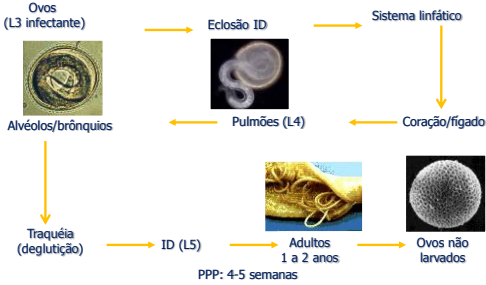 Ovos
(L3 infectante)
Eclosão ID
Sistema linfático
Alvéolos/brônquios
Pulmões (L4)
Coração/fígado
Traquéia
(deglutição)
ID (L5)
Adultos
1 a 2 anos
Ovos não
larvados
PPP: 4-5 semanas